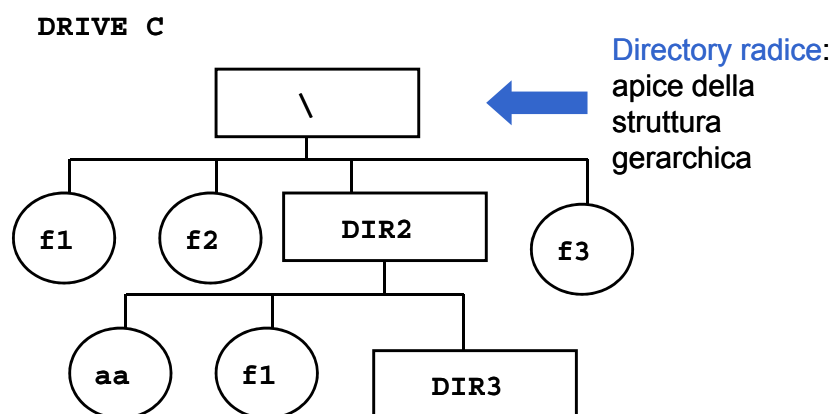 DRIVE C
Directory radice:
apice della
struttura
gerarchica
\
f1
f2
DIR2
f3
aa
f1
DIR3